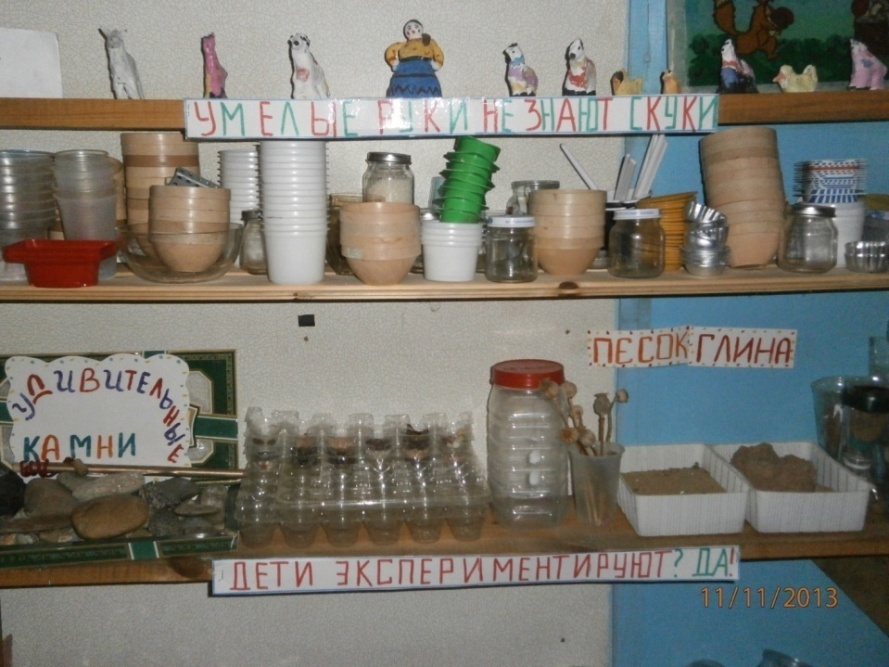 УМЕЛЫЕ РУКИ НЕ ЗНАЮТ СКУКИ
ПЕСОК ГЛИНА
УДИВИТЕЛЬНЫЕ
КАМНИ
ДЕТИ ЭКСПЕРИМЕНТИРУЮТ? ДА!
11/11/2013